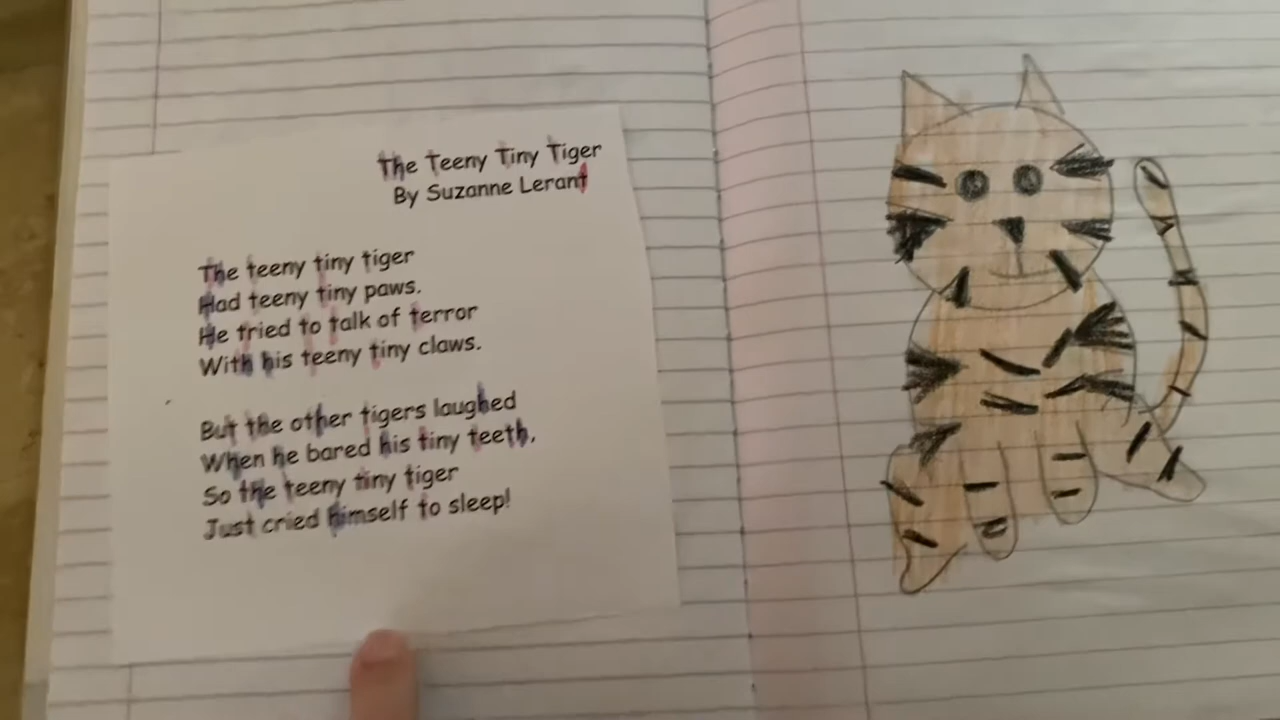 The Teeny Tiny Tiger
By Suzanne Lerant
The teeny tiny tiger
Had teeny tiny paws.
He tried to talk of terror
With his teeny tiny claws.
But the other tigers laughed
When he bared his tiny teeth,
So the teeny tiny tiger
Just cried himself to sleep!